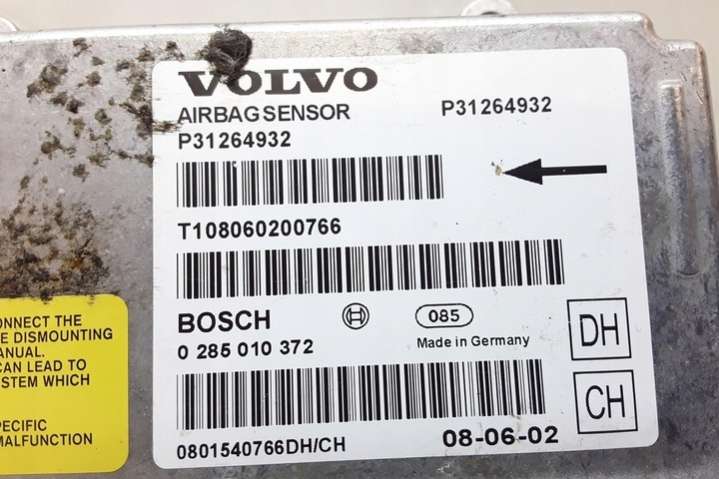 VOLVO
AIRBAG SENSOR P31264932
P31264932
T108060200766
BOSCH 085
0 285 010 372 Made in Germany
DH
CH
0801540766DH/CH 08-06-02
ONNECT THE
E DISMOUNTING
ANUAL.
CAN LEAD TO
STEM WHICH
PECIFIC
MALFUNCTION